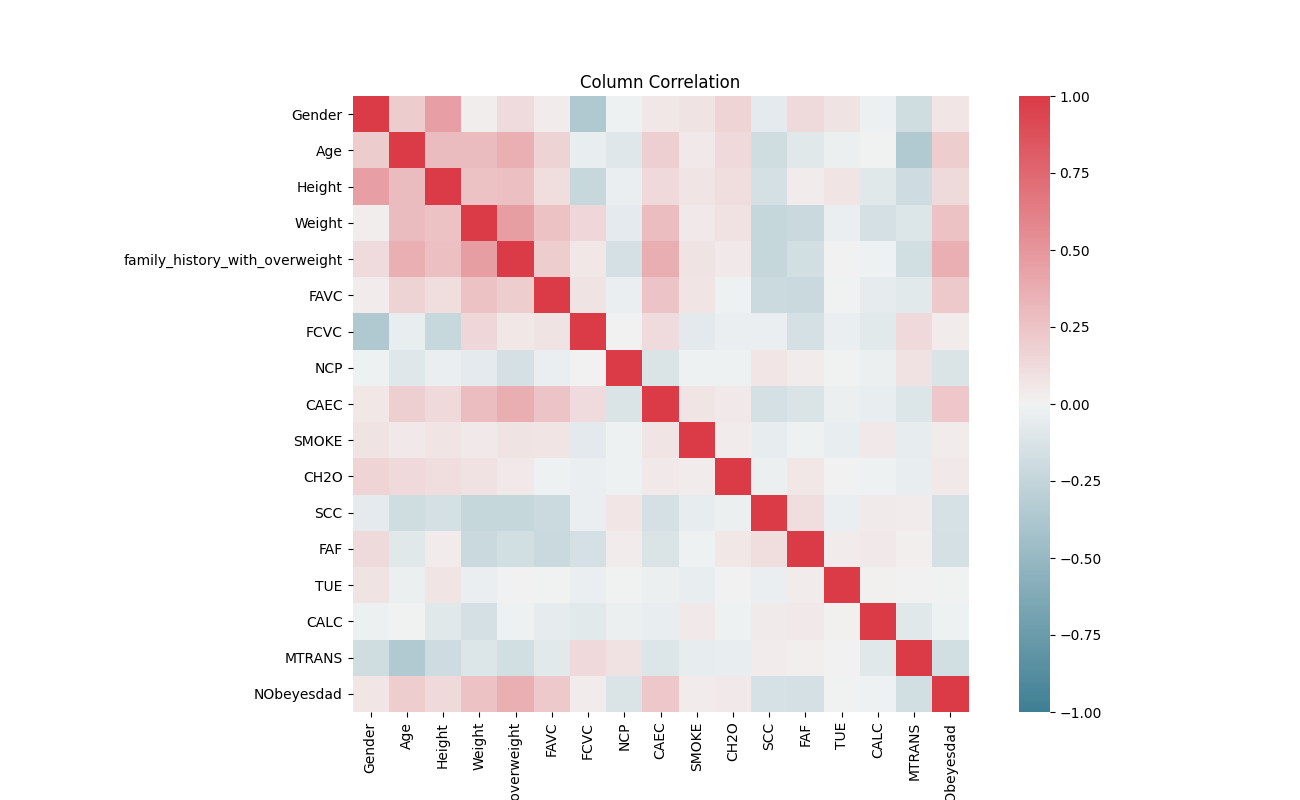 Column Correlation
Gender
Age
Height
Weight
family_history_with_overweight
FAVC
FCVC
NCP
CAEC
SMOKE
CH2O
SCC
FAF
TUE
CALC
MTRANS
NObeyesdad
Gender
Age
Height
Weight
overweight
FAVC
FCVC
NCP
CAEC
SMOKE
CH2O
SCC
FAF
TUE
CALC
MTRANS
Obeyesdad
1.00
0.75
0.50
0.25
0.00
−0.25
−0.50
−0.75
−1.00